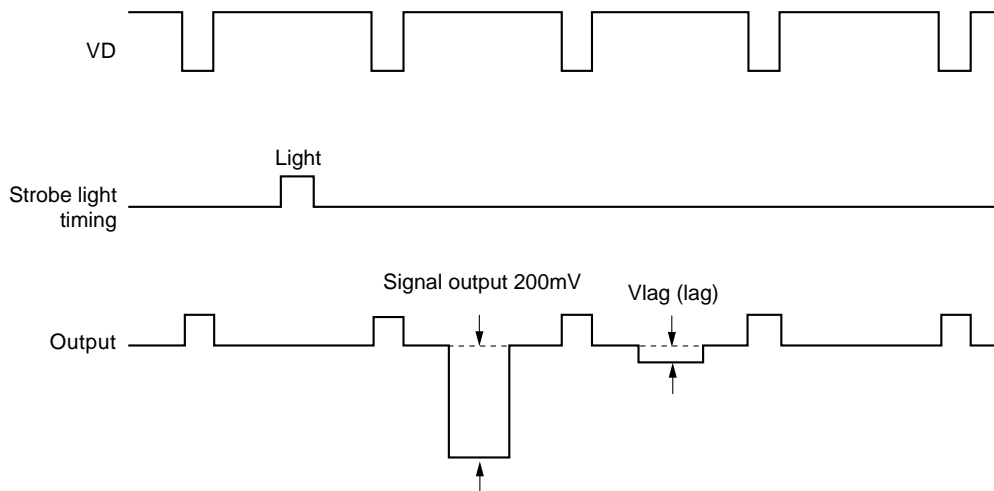 VD
Light
Strobe light
timing
Signal output 200mV
Vlag (lag)
Output